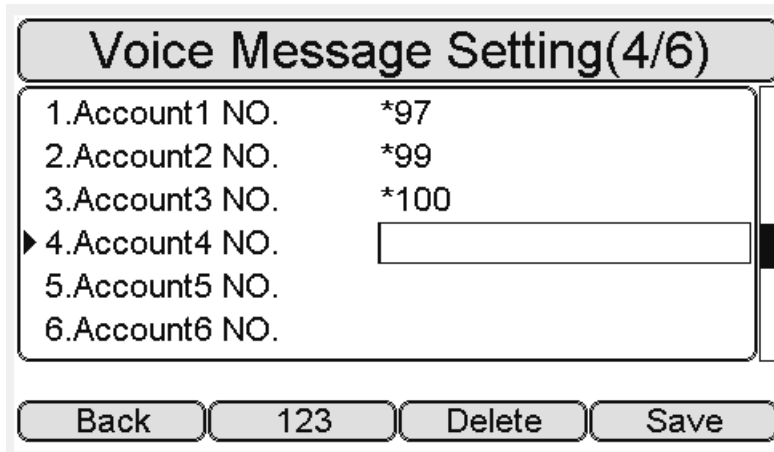 Voice Message Setting(4/6)
1.Account1 NO. *97
2.Account2 NO. *99
3.Account3 NO. *100
4.Account4 NO.
5.Account5 NO.
6.Account6 NO.
Back 123 Delete Save